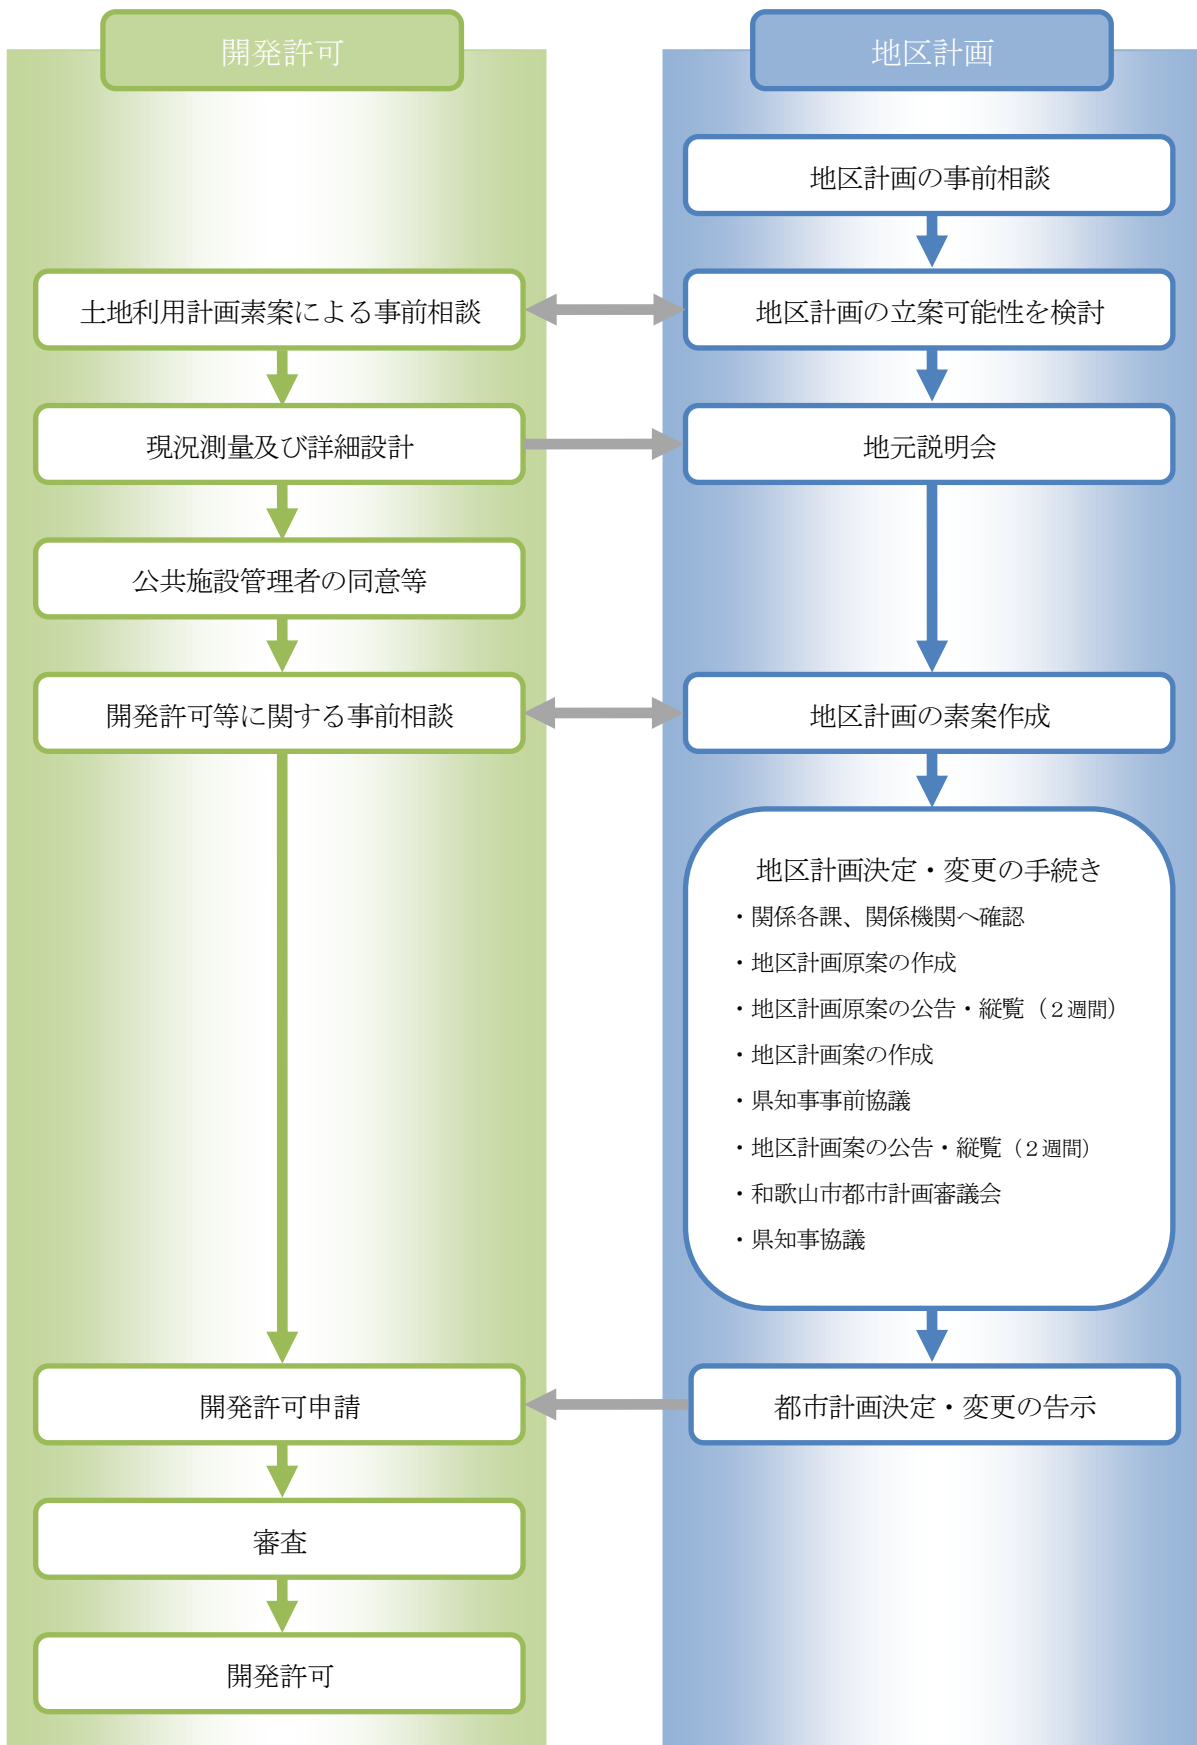 開発許可
地区計画
地区計画の事前相談
土地利用計画素案による事前相談
地区計画の立案可能性を検討
現況測量及び詳細設計
地元説明会
公共施設管理者の同意等
開発許可等に関する事前相談
地区計画の素案作成
地区計画決定・変更の手続き
・関係各課、関係機関へ確認
・地区計画原案の作成
・地区計画原案の公告・縦覧（２週間）
・地区計画案の作成
・県知事事前協議
・地区計画案の公告・縦覧（２週間）
・和歌山市都市計画審議会
・県知事協議
開発許可申請
都市計画決定・変更の告示
審査
開発許可